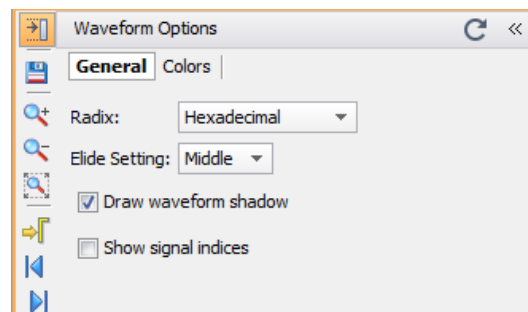 Waveform Options
General Colors
Radix: Hexadecimal
Elide Setting: Middle
Draw waveform shadow
Show signal indices